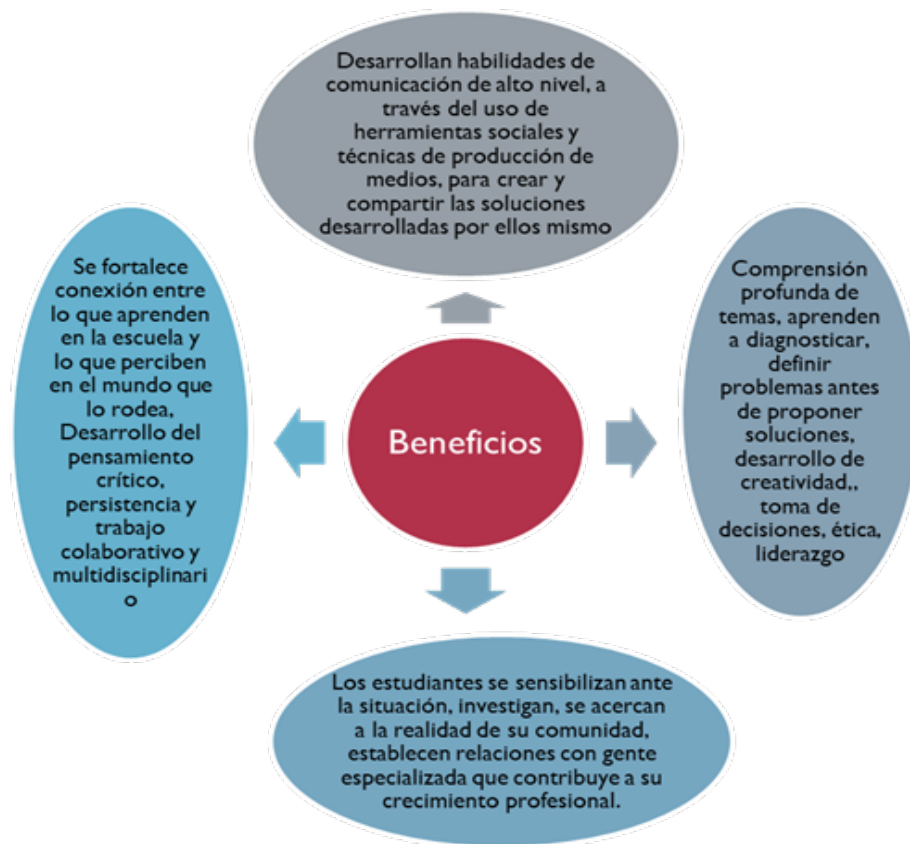 Desarrollan habilidades de
comunicación de alto nivel, a
través del uso de
herramientas sociales y
técnicas de producción de
medios, para crear y
compartir las soluciones
desarrolladas por ellos mismo
Se fortalece
conexión entre
lo que aprenden
en la escuela y
lo que perciben
en el mundo que
lo rodea,
Desarrollo del
pensamiento
crítico,
persistencia y
trabajo
colaborativo y
multidisciplinari
o
Beneficios
Comprensión
profunda de
temas, aprenden
a diagnosticar,
definir
problemas antes
de proponer
soluciones,
desarrollo de
creatividad,,
toma de
decisiones, ética,
liderazgo
Los estudiantes se sensibilizan ante
la situación, investigan, se acercan
a la realidad de su comunidad,
establecen relaciones con gente
especializada que contribuye a su
crecimiento profesional.